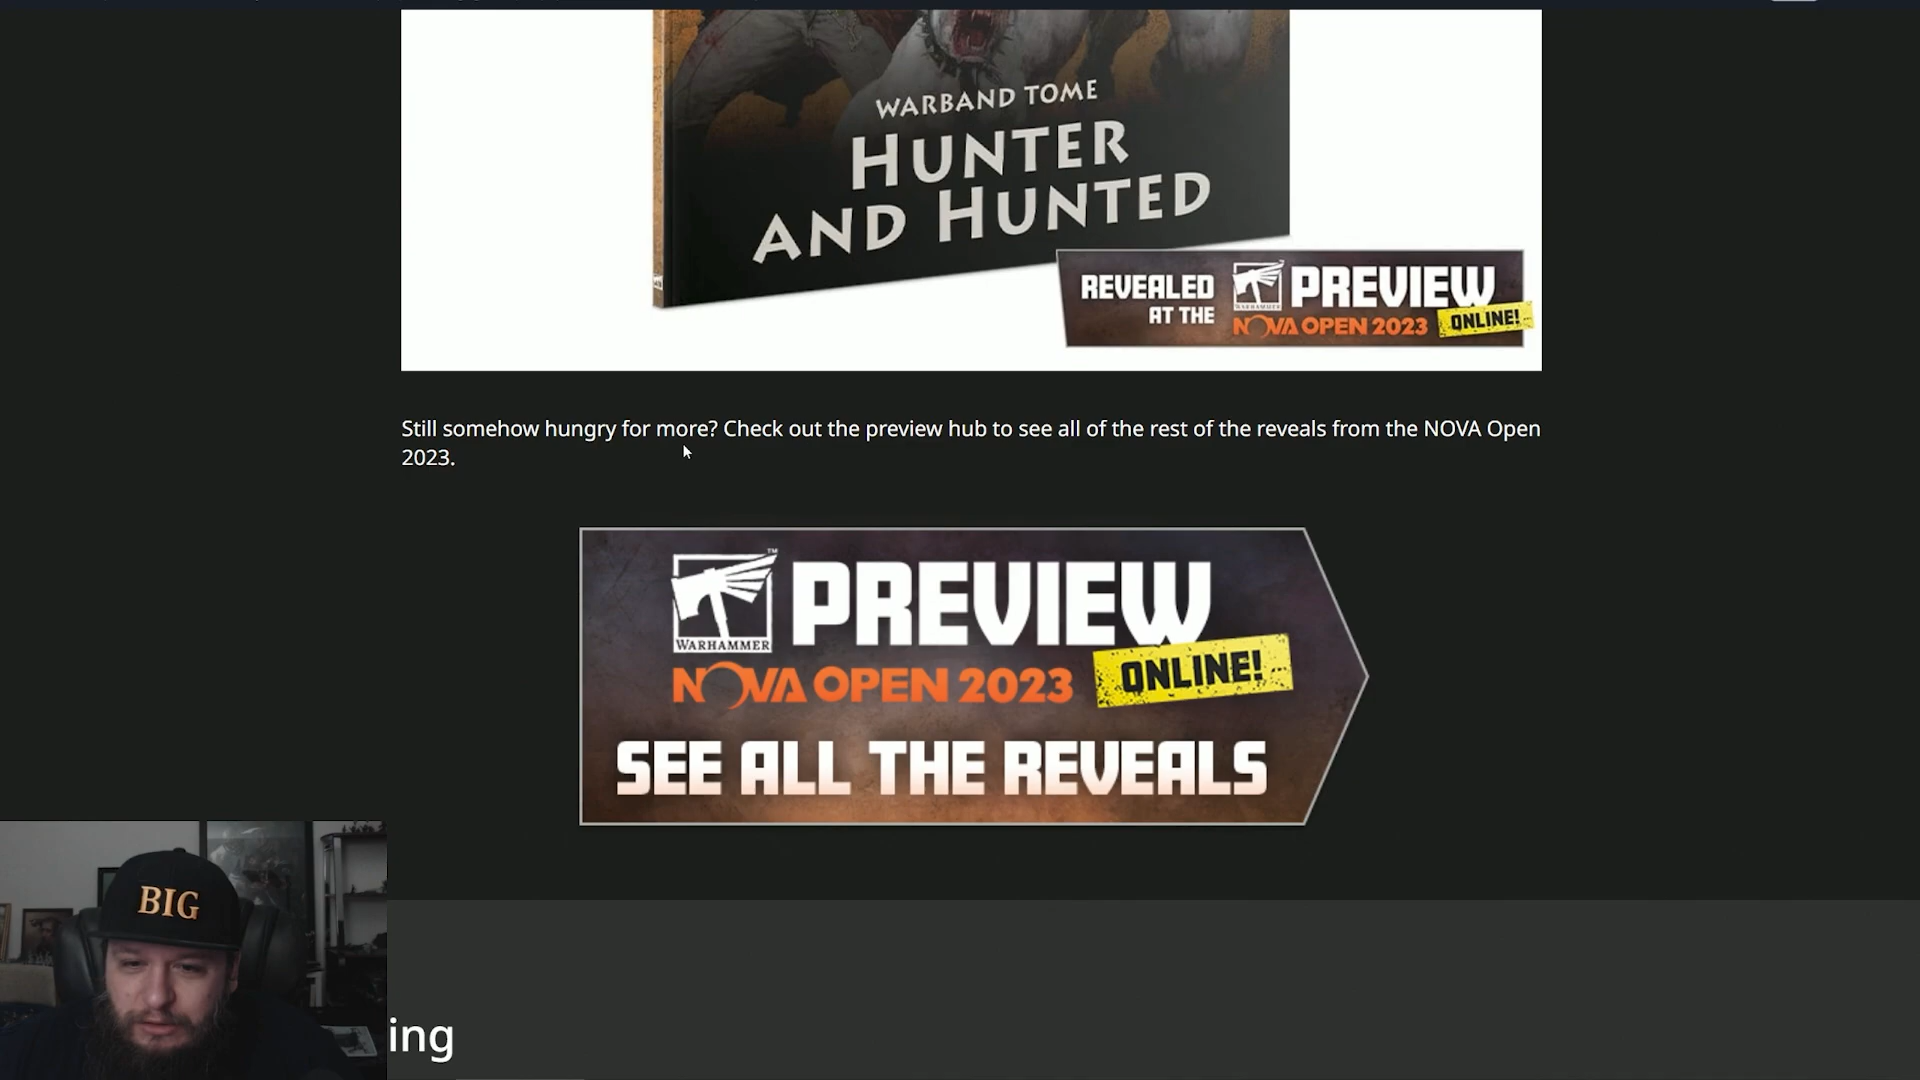 WARBAND TOME
HUNTER
AND HUNTED
REVEALED
AT THE
WARHAMMER
PREVIEW
NOVA OPEN 2023
ONLINE!
Still somehow hungry for more? Check out the preview hub to see all of the rest of the reveals from the NOVA Open
2023.
WARHAMMER™
PREVIEW
NOVA OPEN 2023
ONLINE!
SEE ALL THE REVEALS
BIG
ing